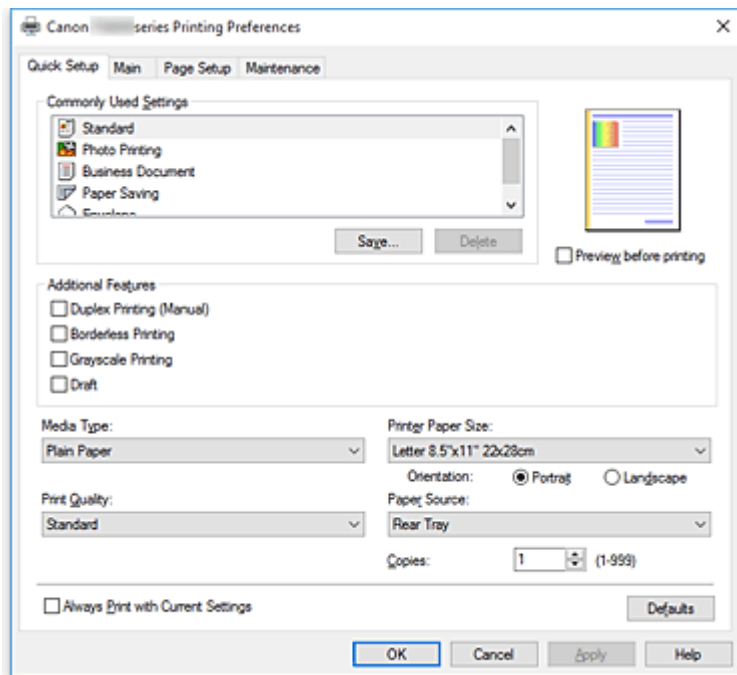 Canon series Printing Preferences
Quick Setup Main Page Setup Maintenance
Commonly Used Settings
Standard
Photo Printing
Business Document
Paper Saving
Envelope
Save... Delete
Preview before printing
Additional Features
Duplex Printing (Manual)
Borderless Printing
Grayscale Printing
Draft
Media Type: Printer Paper Size:
Plain Paper Letter 8.5"x11" 22x28cm
Orientation: Portrait Landscape
Print Quality: Paper Source:
Standard Rear Tray
Copies: 1 (1-999)
Always Print with Current Settings Defaults
OK Cancel Apply Help